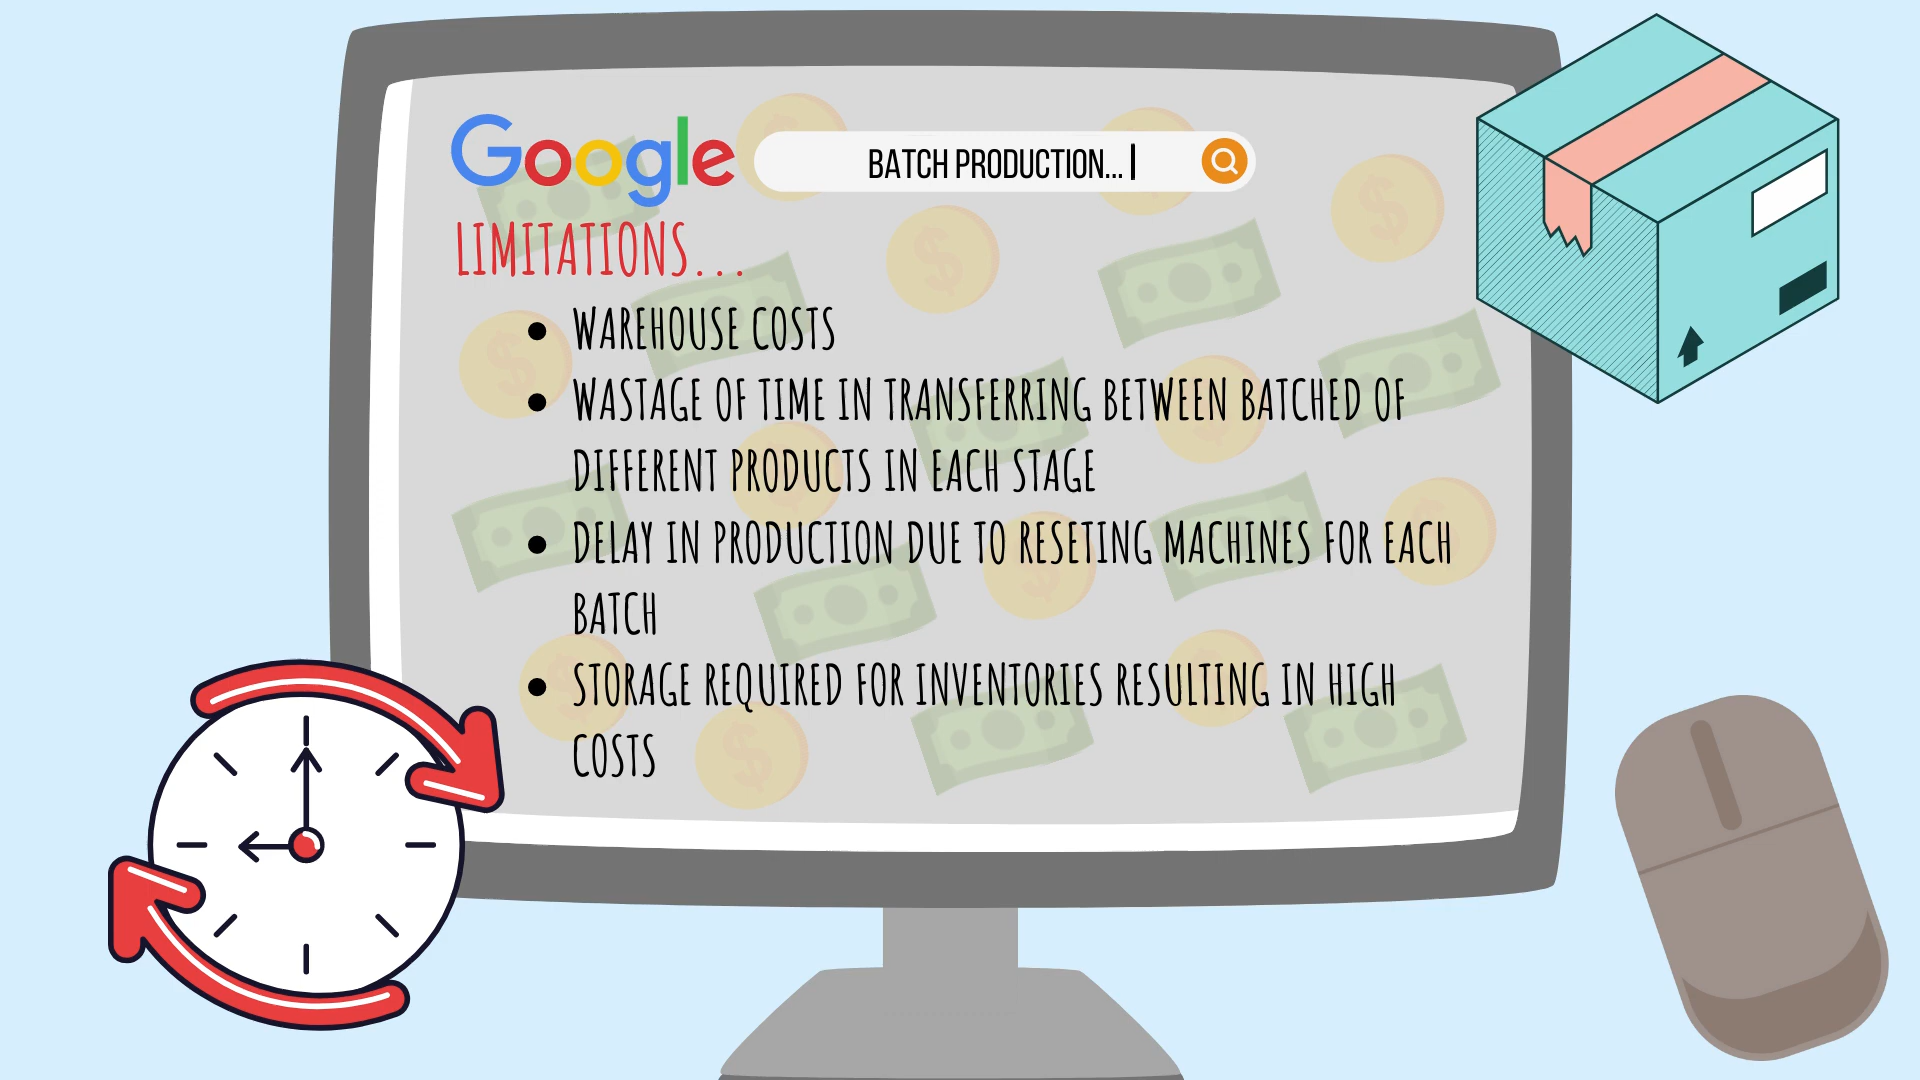 Google
BATCH PRODUCTION...|
LIMITATIONS...
• WAREHOUSE COSTS
• WASTAGE OF TIME IN TRANSFERRING BETWEEN BATCHED OF
DIFFERENT PRODUCTS IN EACH STAGE
• DELAY IN PRODUCTION DUE TO RESETING MACHINES FOR EACH
BATCH
• STORAGE REQUIRED FOR INVENTORIES RESULTING IN HIGH
COSTS